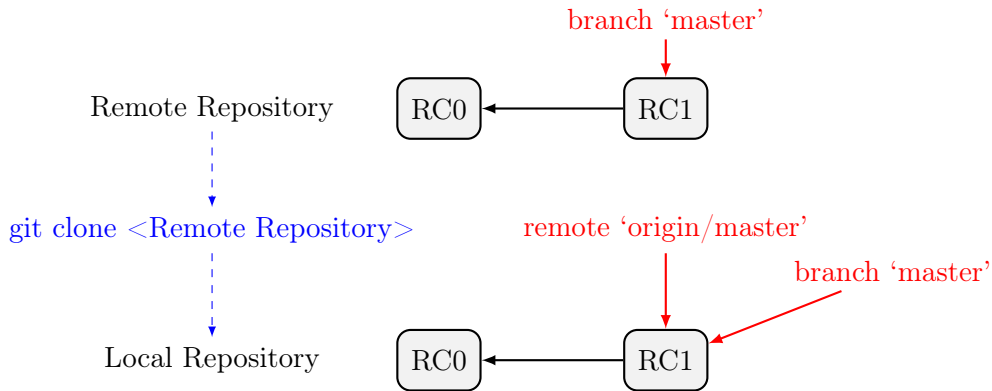 branch ‘master’
Remote Repository RC0 RC1
git clone <Remote Repository> remote ‘origin/master’
branch ‘master’
Local Repository RC0 RC1